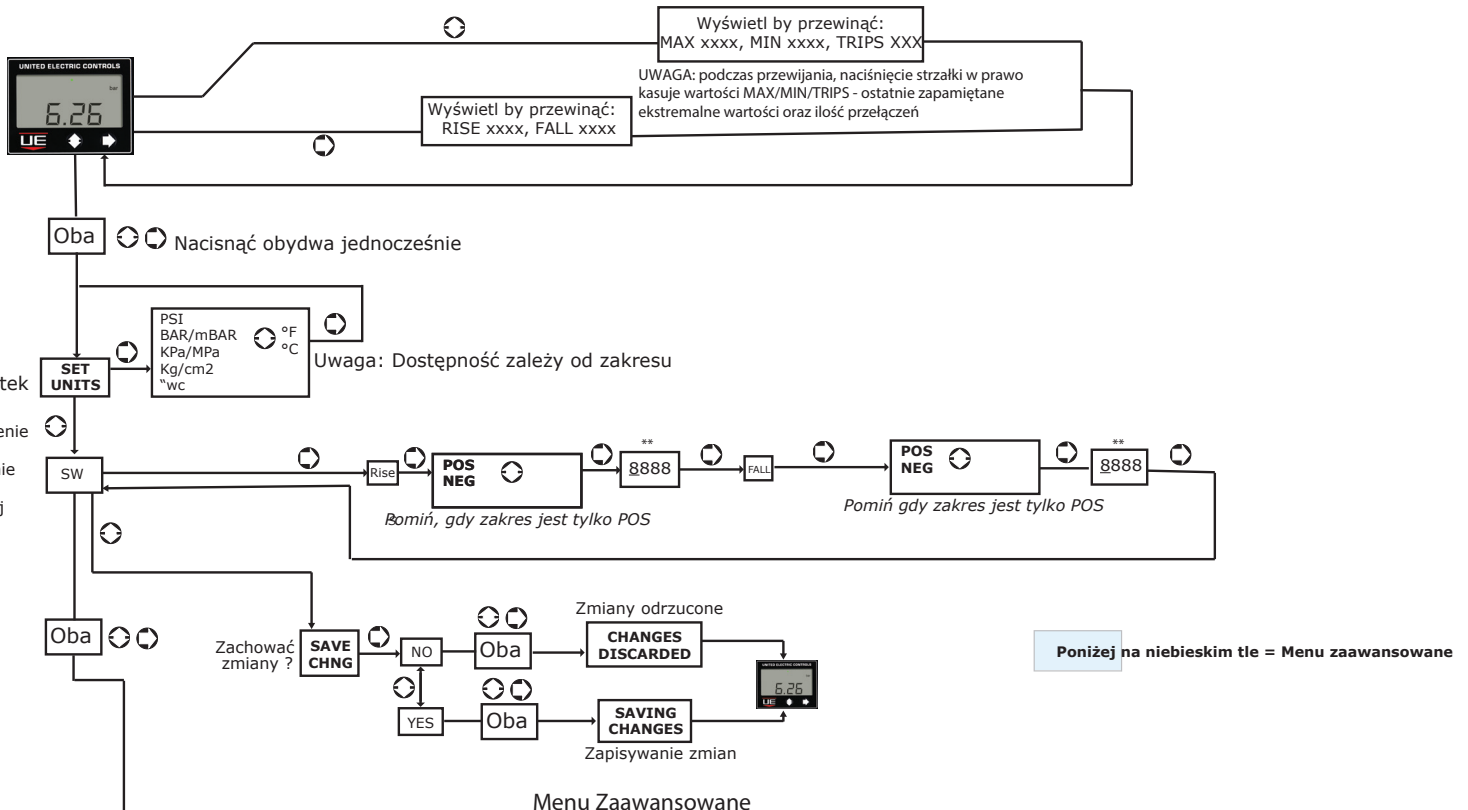 Wyświetl by przewinąć:
MAX xxxx, MIN xxxx, TRIPS XXX
UNITED ELECTRIC CONTROLS
bar
6.26
UE
UWAGA: podczas przewijania, naciśnięcie strzałki w prawo
kasuje wartości MAX/MIN/TRIPS - ostatnie zapamiętane
ekstremalne wartości oraz ilość przełączeń
Wyświetl by przewinąć:
RISE xxxx, FALL xxxx
Oba
Nacisnąć obydwa jednocześnie
PSI
BAR/mBAR
KPa/MPa
Kg/cm2
“wc
°F
°C
Uwaga: Dostępność zależy od zakresu
tek
SET
UNITS
enie
nie
j
SW
Rise
POS
NEG
**
8888
FALL
POS
NEG
**
8888
Pomiń, gdy zakres jest tylko POS
Pomiń gdy zakres jest tylko POS
Oba
Zachować
zmiany ?
SAVE
CHNG
NO
Oba
Zmiany odrzucone
CHANGES
DISCARDED
YES
Oba
SAVING
CHANGES
Zapisywanie zmian
UNITED ELECTRIC CONTROLS
6.26
UE
Poniżej na niebieskim tle = Menu zaawansowane
Menu Zaawansowane